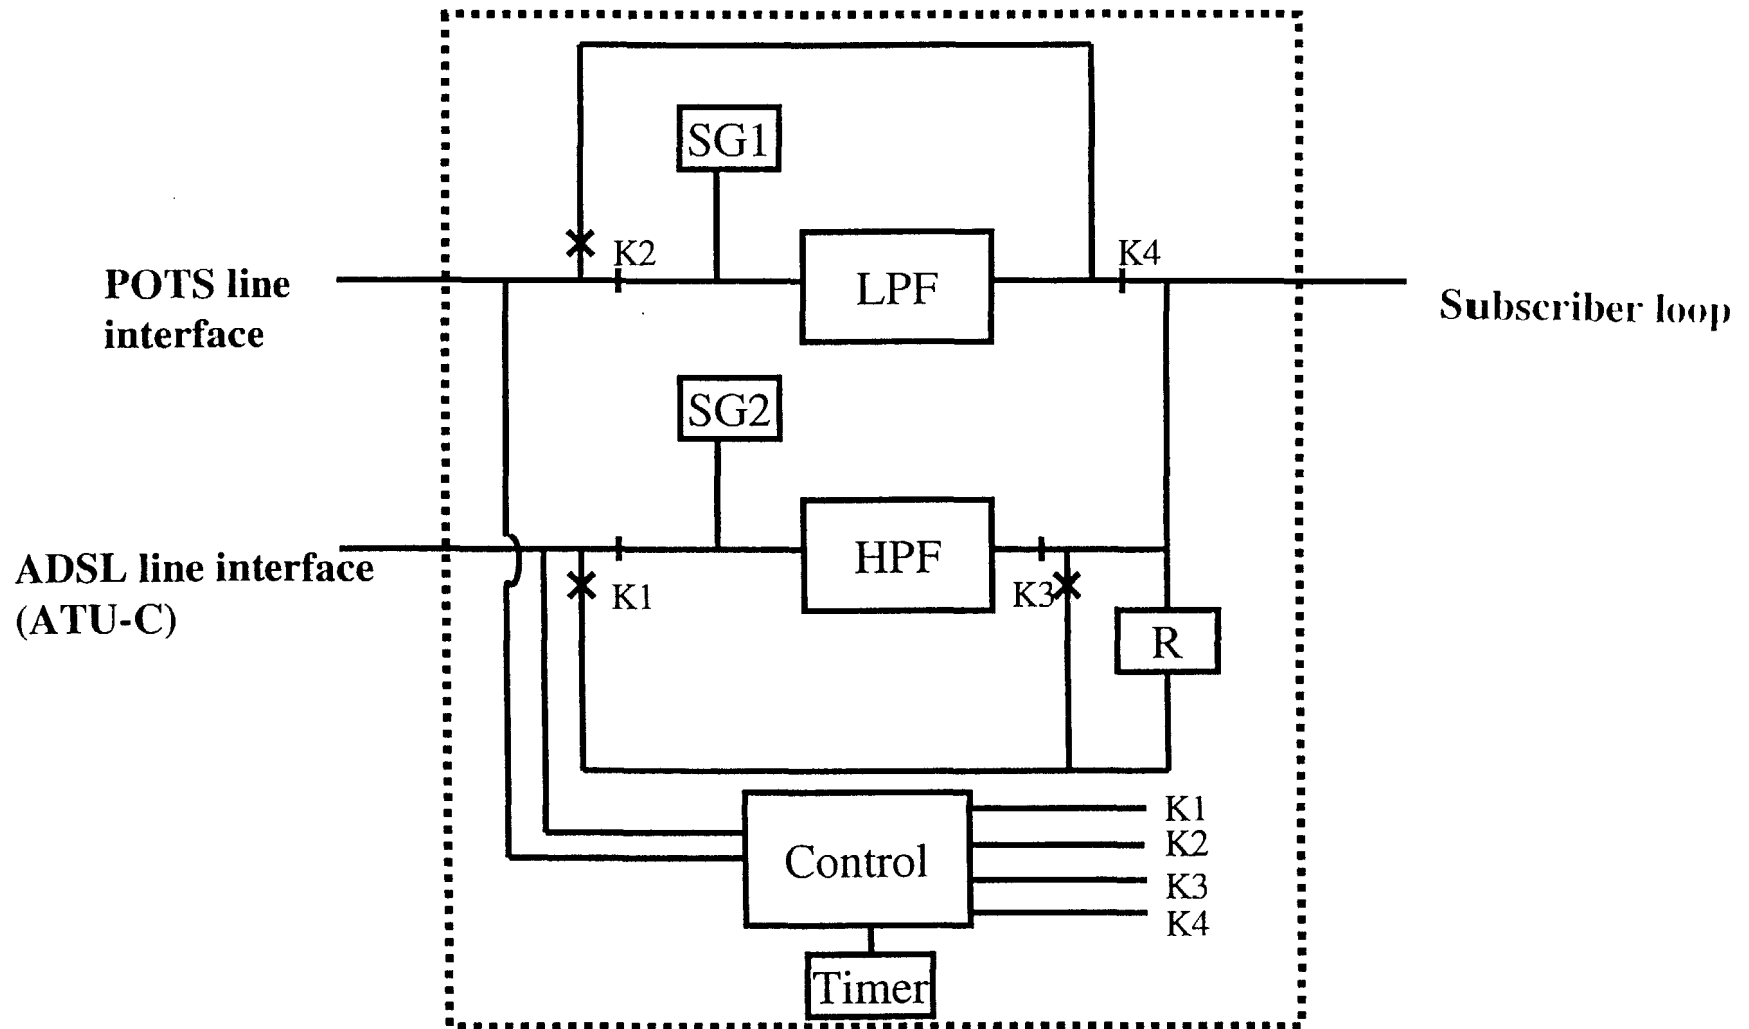 SG1
K2
K4
POTS line
interface
LPF
Subscriber loop
SG2
ADSL line interface
(ATU-C)
K1
HPF
K3
R
Control
K1
K2
K3
K4
Timer